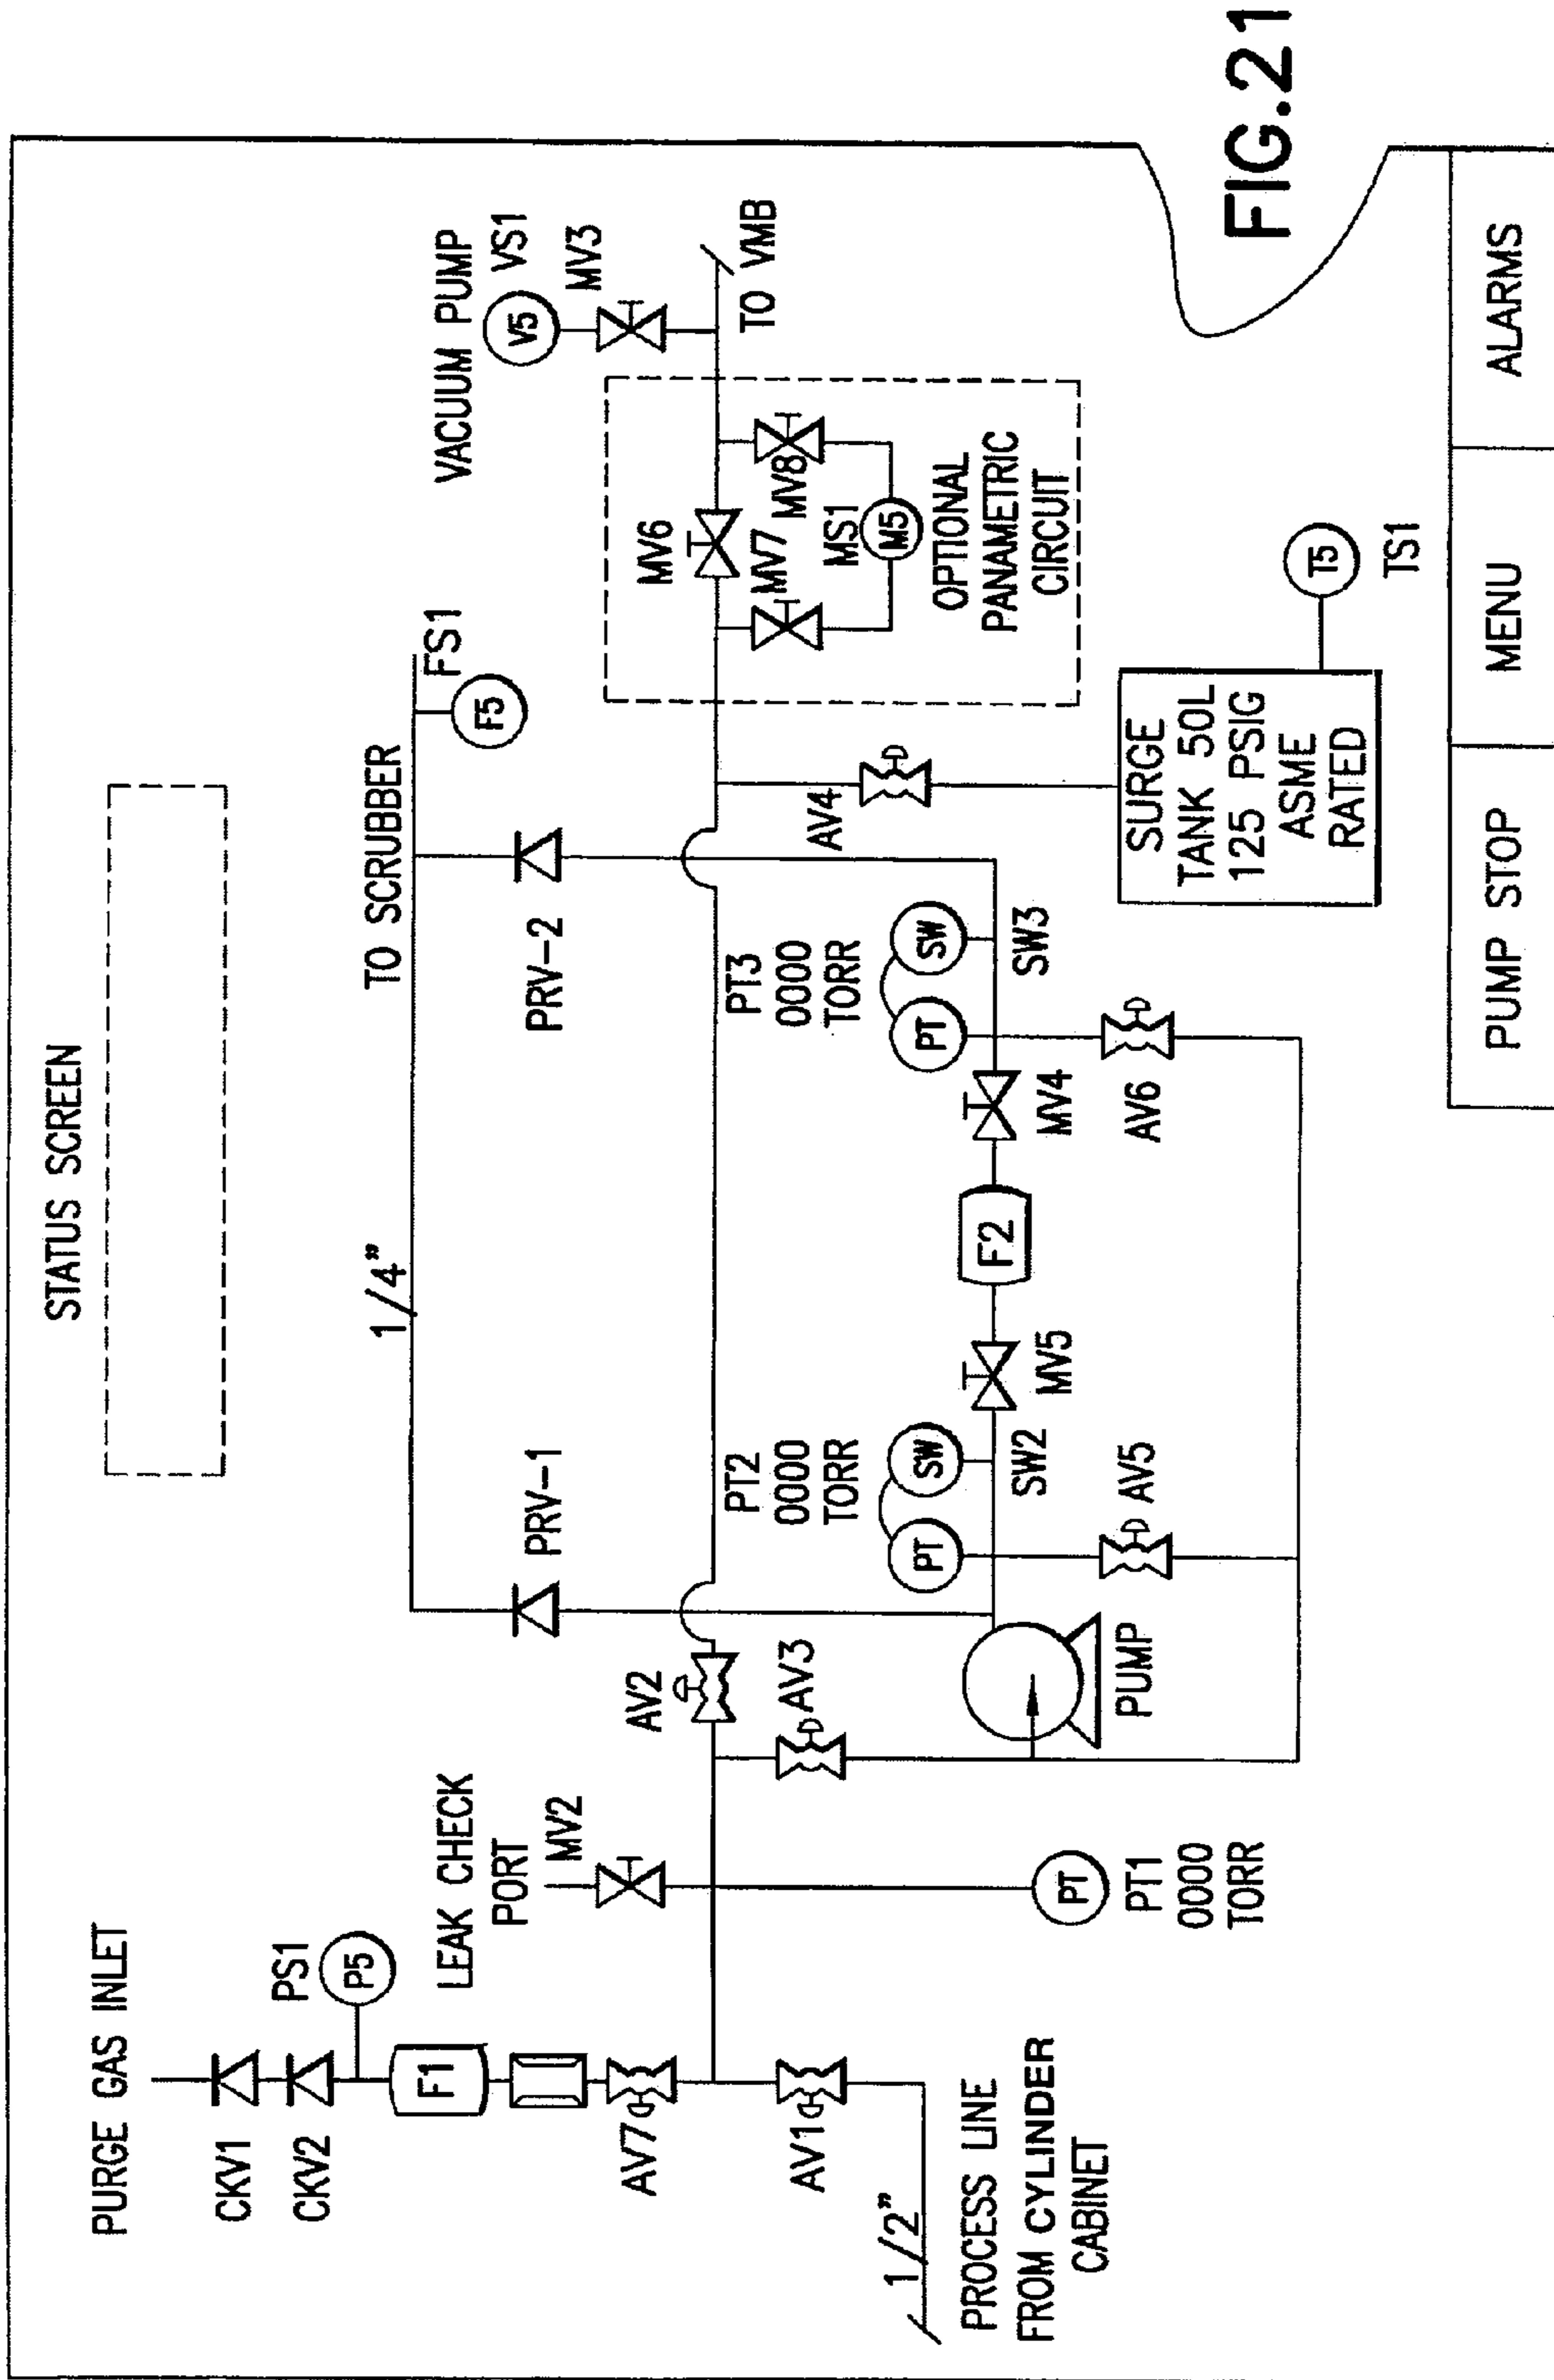 STATUS SCREEN
PURGE GAS INLET
CKV1
CKV2
PS1
P5
F1
AV7
AV1
1/2"
PROCESS LINE
FROM CYLINDER
CABINET
LEAK CHECK
PORT
MV2
PT
PT1
0000
TORR
AV2
AV3
PUMP
1/4"
PRV-1
PT2
0000
TORR
PT
SW
SW2
AV5
MV5
F2
MV4
AV6
TO SCRUBBER
PRV-2
PT3
0000
TORR
PT
SW
SW3
FS1
F5
AV4
SURGE
TANK 50L
125 PSIG
ASME
RATED
T5
TS1
MV6
MV7
MV8
MS1
M5
OPTIONAL
PANAMETRIC
CIRCUIT
VACUUM PUMP
V5
VS1
MV3
TO VMB
PUMP STOP
MENU
ALARMS
FIG.21